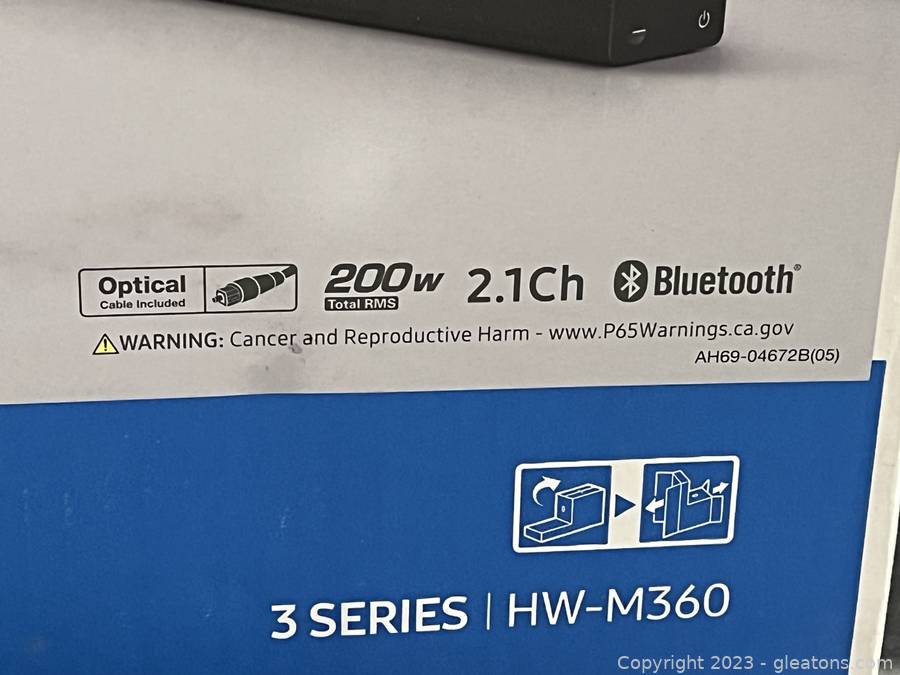 Optical
Cable Included
200W
Total RMS
2.1Ch
Bluetooth®
WARNING: Cancer and Reproductive Harm - www.P65Warnings.ca.gov
AH69-04672B(05)
3 SERIES | HW-M360
Copyright 2023 - gleatons.com